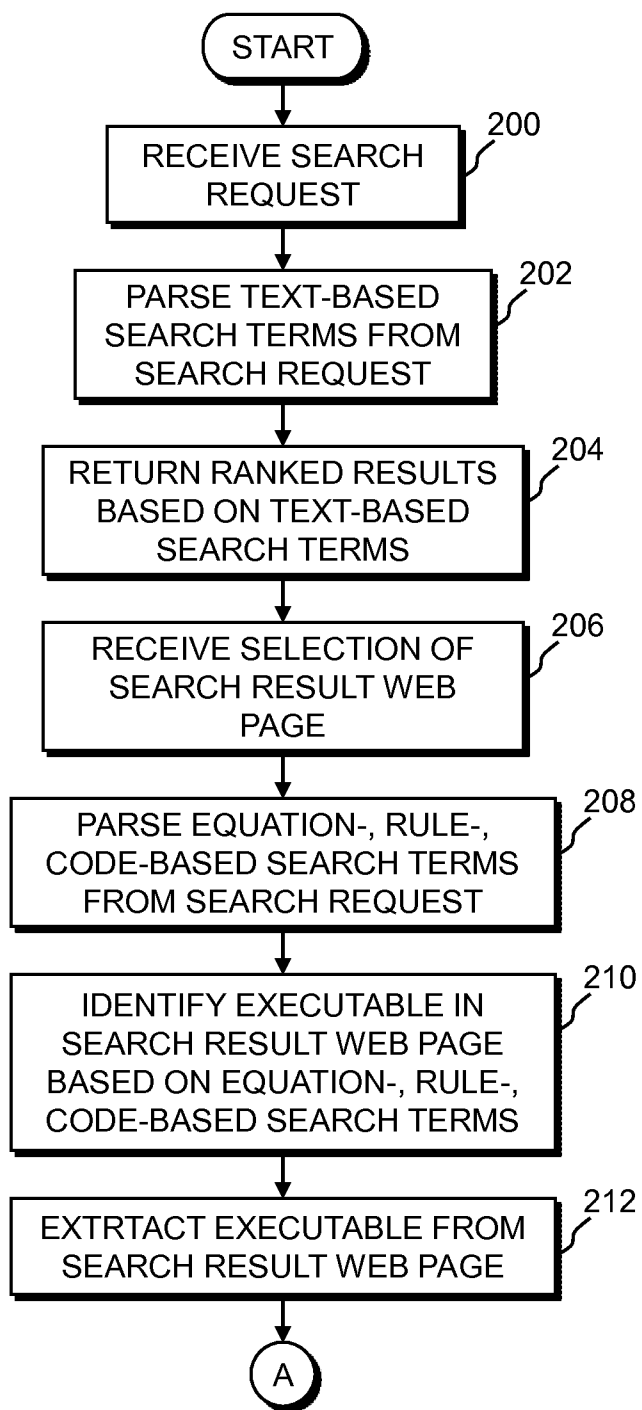 START
200
RECEIVE SEARCH
REQUEST
202
PARSE TEXT-BASED
SEARCH TERMS FROM
SEARCH REQUEST
204
RETURN RANKED RESULTS
BASED ON TEXT-BASED
SEARCH TERMS
206
RECEIVE SELECTION OF
SEARCH RESULT WEB
PAGE
208
PARSE EQUATION-, RULE-,
CODE-BASED SEARCH TERMS
FROM SEARCH REQUEST
210
IDENTIFY EXECUTABLE IN
SEARCH RESULT WEB PAGE
BASED ON EQUATION-, RULE-,
CODE-BASED SEARCH TERMS
212
EXTRTACT EXECUTABLE FROM
SEARCH RESULT WEB PAGE
A